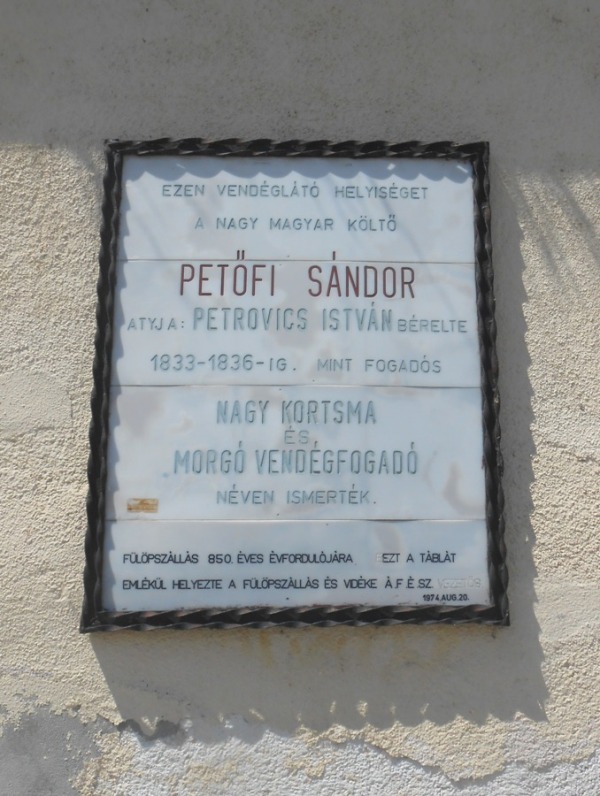 EZEN VENDÉGLÁTÓ HELYISÉGET
A NAGY MAGYAR KÖLTŐ
PETŐFI SÁNDOR
ATYJA: PETROVICS ISTVÁN BÉRELTE
1833-1836-IG. MINT FOGADÓS
NAGY KORTSMA
ÉS
MORGÓ VENDÉGFOGADÓ
NÉVEN ISMERTÉK.
FÜLÖPSZÁLLÁS 850. ÉVES ÉVFORDULÓJÁRA EZT A TÁBLÁT
EMLÉKÜL HELYEZTE A FÜLÖPSZÁLLÁS ÉS VIDÉKE Á.F.É.SZ.
1974. AUG. 20.